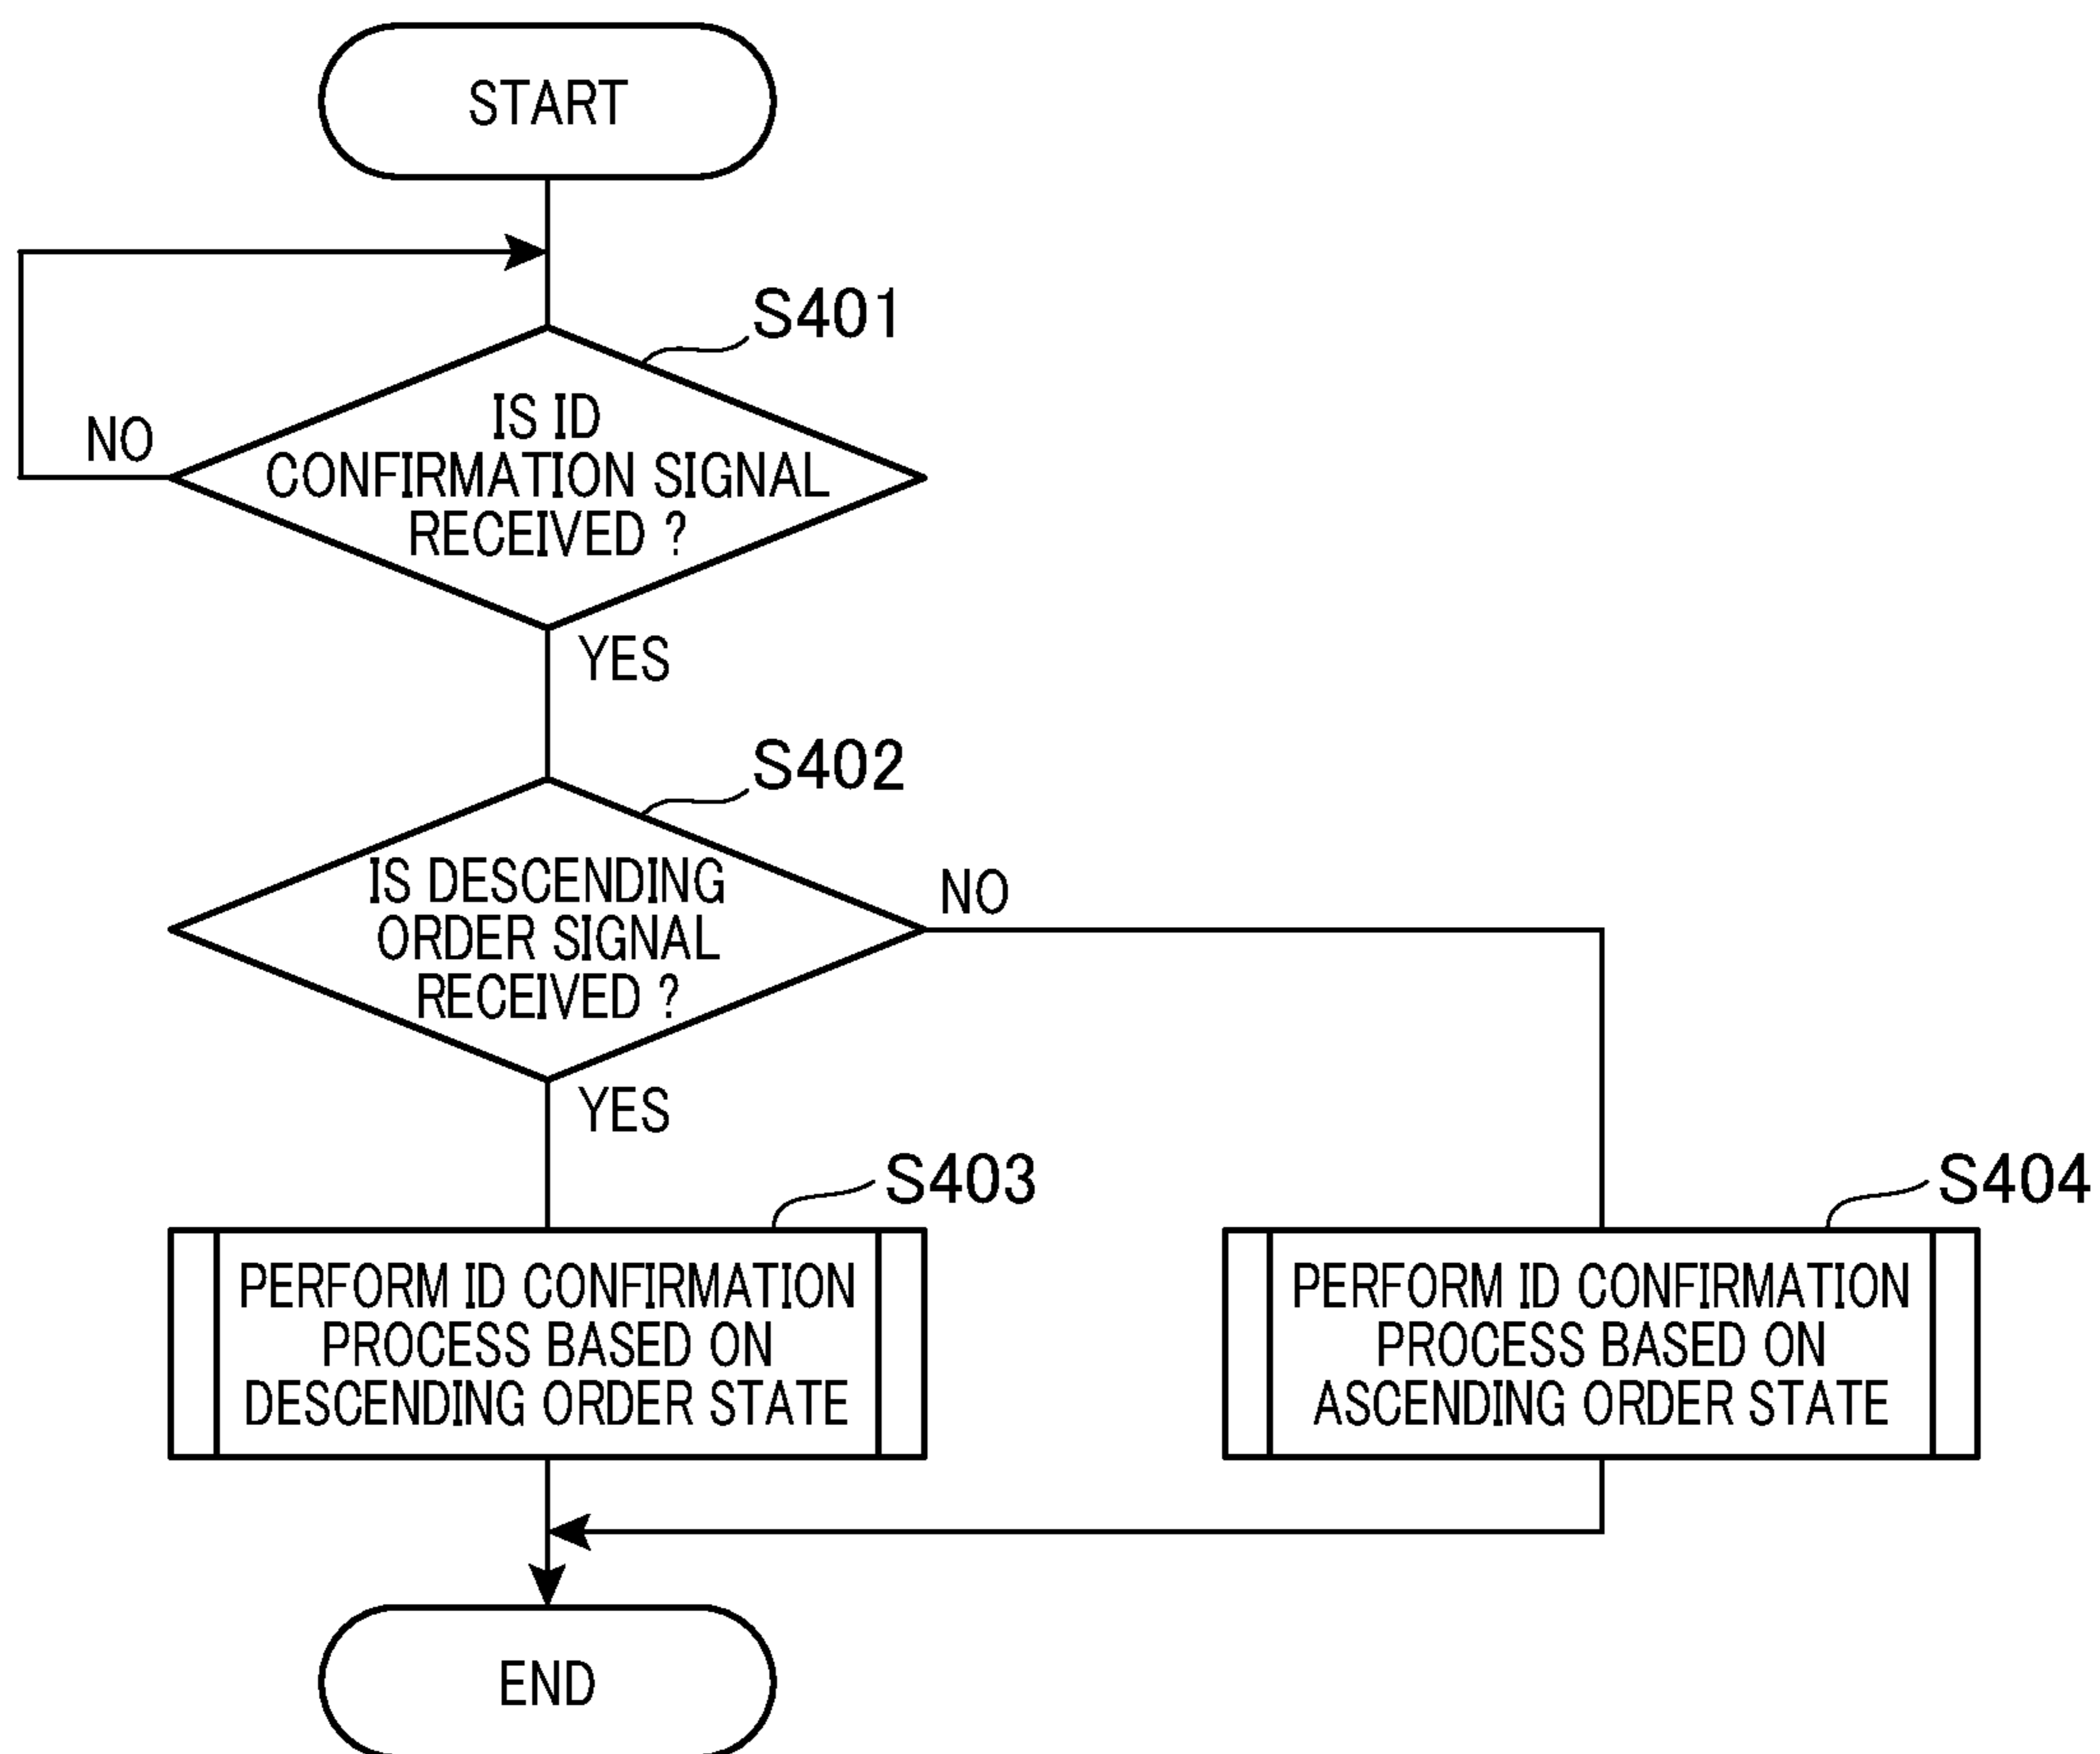 START
S401
IS ID
CONFIRMATION SIGNAL
RECEIVED ?
NO
YES
S402
IS DESCENDING
ORDER SIGNAL
RECEIVED ?
NO
YES
S403
PERFORM ID CONFIRMATION
PROCESS BASED ON
DESCENDING ORDER STATE
S404
PERFORM ID CONFIRMATION
PROCESS BASED ON
ASCENDING ORDER STATE
END